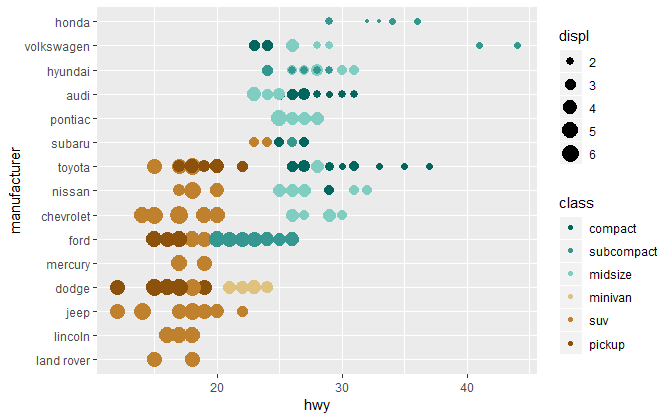 manufacturer
honda
volkswagen
hyundai
audi
pontiac
subaru
toyota
nissan
chevrolet
ford
mercury
dodge
jeep
lincoln
land rover
20
30
40
hwy
displ
2
3
4
5
6
class
compact
subcompact
midsize
minivan
suv
pickup